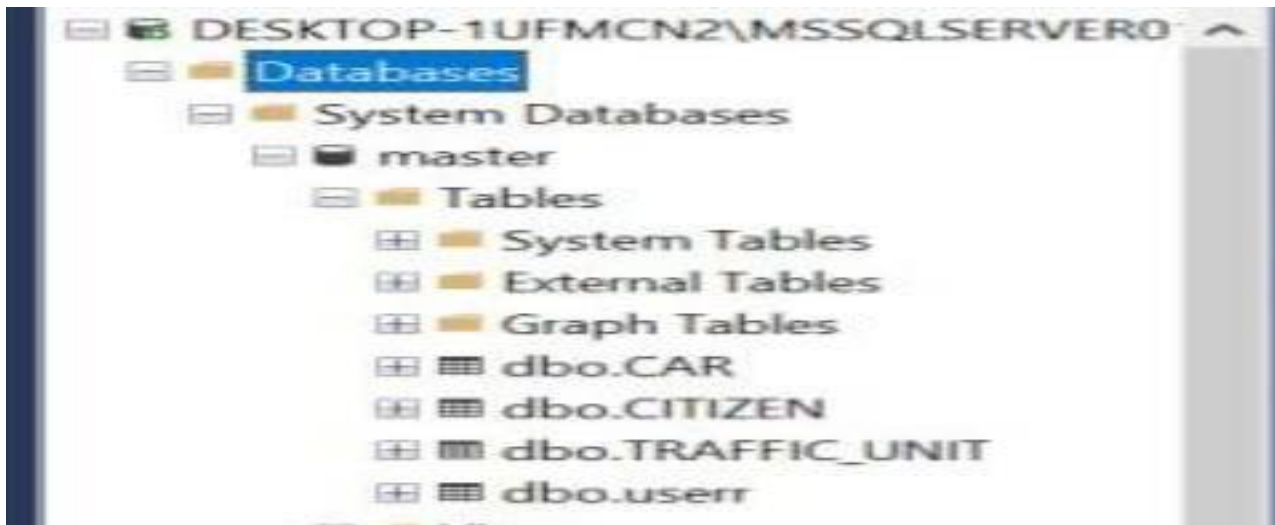 DESKTOP-1UFMCN2\MSSQLSERVER0
Databases
System Databases
master
Tables
System Tables
External Tables
Graph Tables
dbo.CAR
dbo.CITIZEN
dbo.TRAFFIC_UNIT
dbo.userr